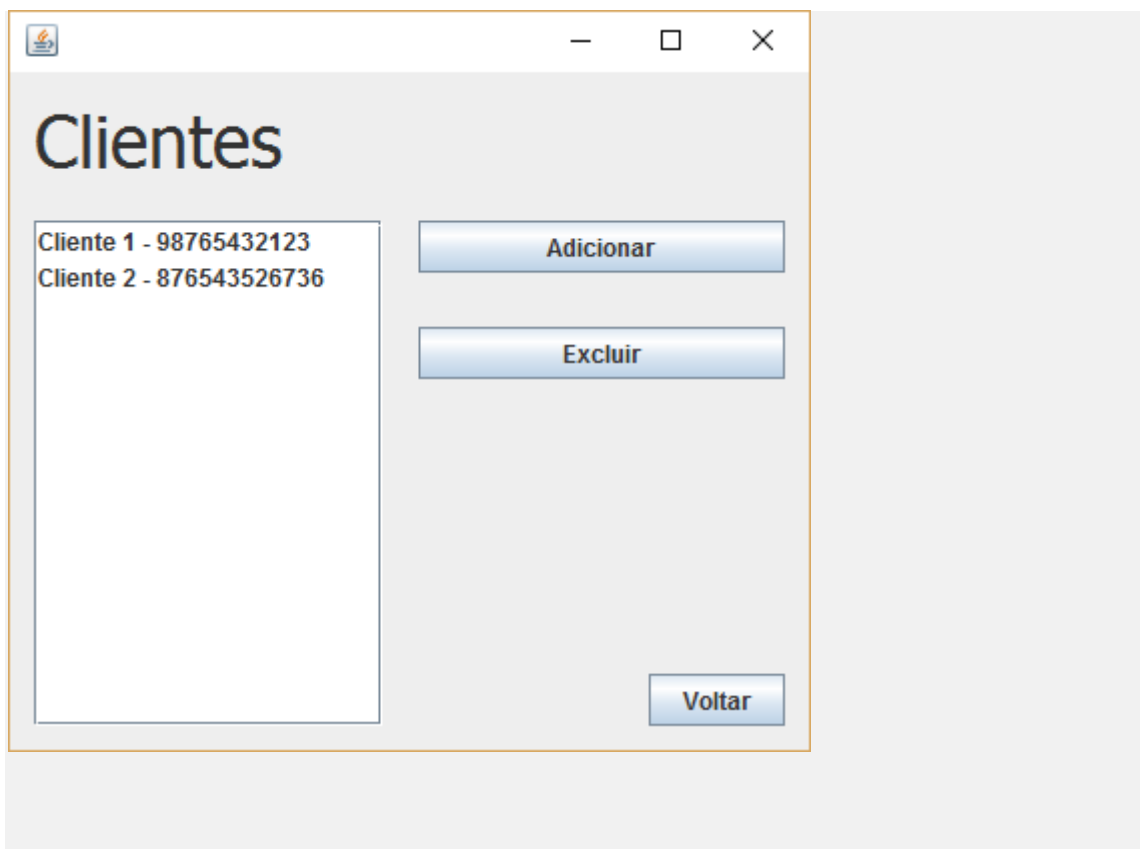 Clientes
Cliente 1 - 98765432123
Cliente 2 - 876543526736
Adicionar
Excluir
Voltar